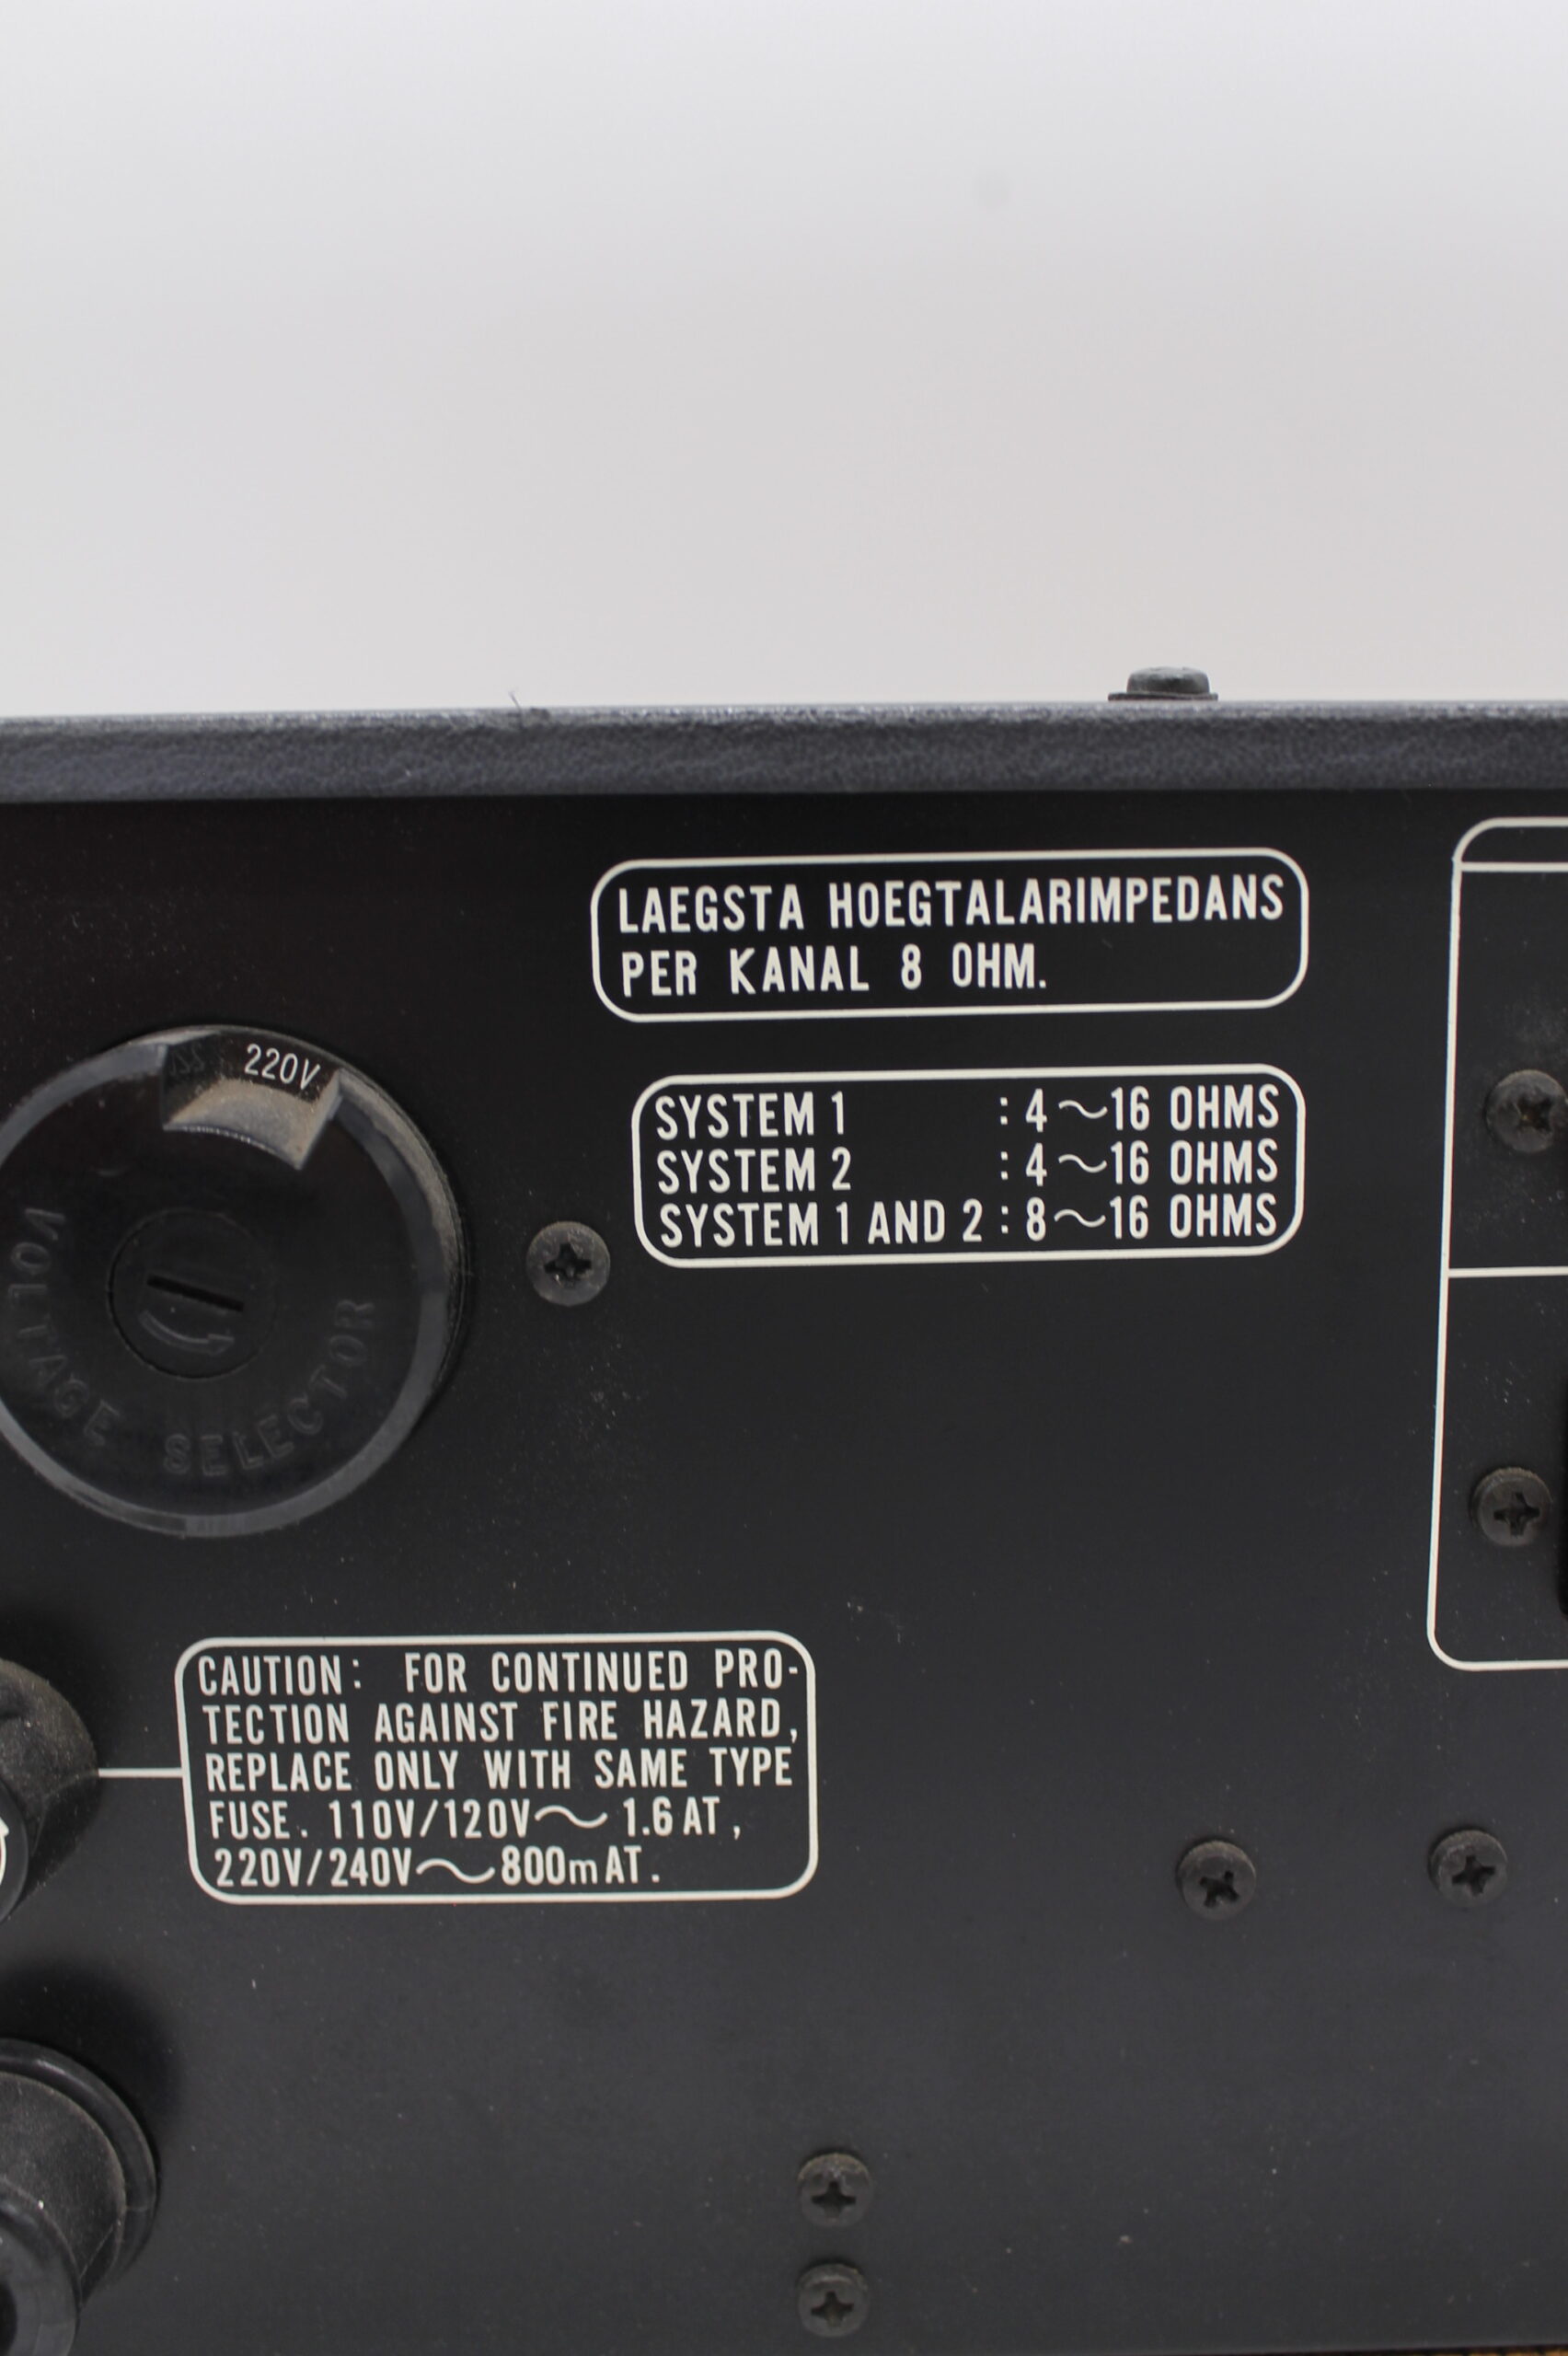 LAEGSTA HOEGTALARIMPEDANS
PER KANAL 8 OHM.
220V
SYSTEM 1 : 4～16 OHMS
SYSTEM 2 : 4～16 OHMS
SYSTEM 1 AND 2 : 8～16 OHMS
VOLTAGE SELECTOR
CAUTION: FOR CONTINUED PRO-
TECTION AGAINST FIRE HAZARD,
REPLACE ONLY WITH SAME TYPE
FUSE. 110V/120V～ 1.6 AT,
220V/240V～800mAT.